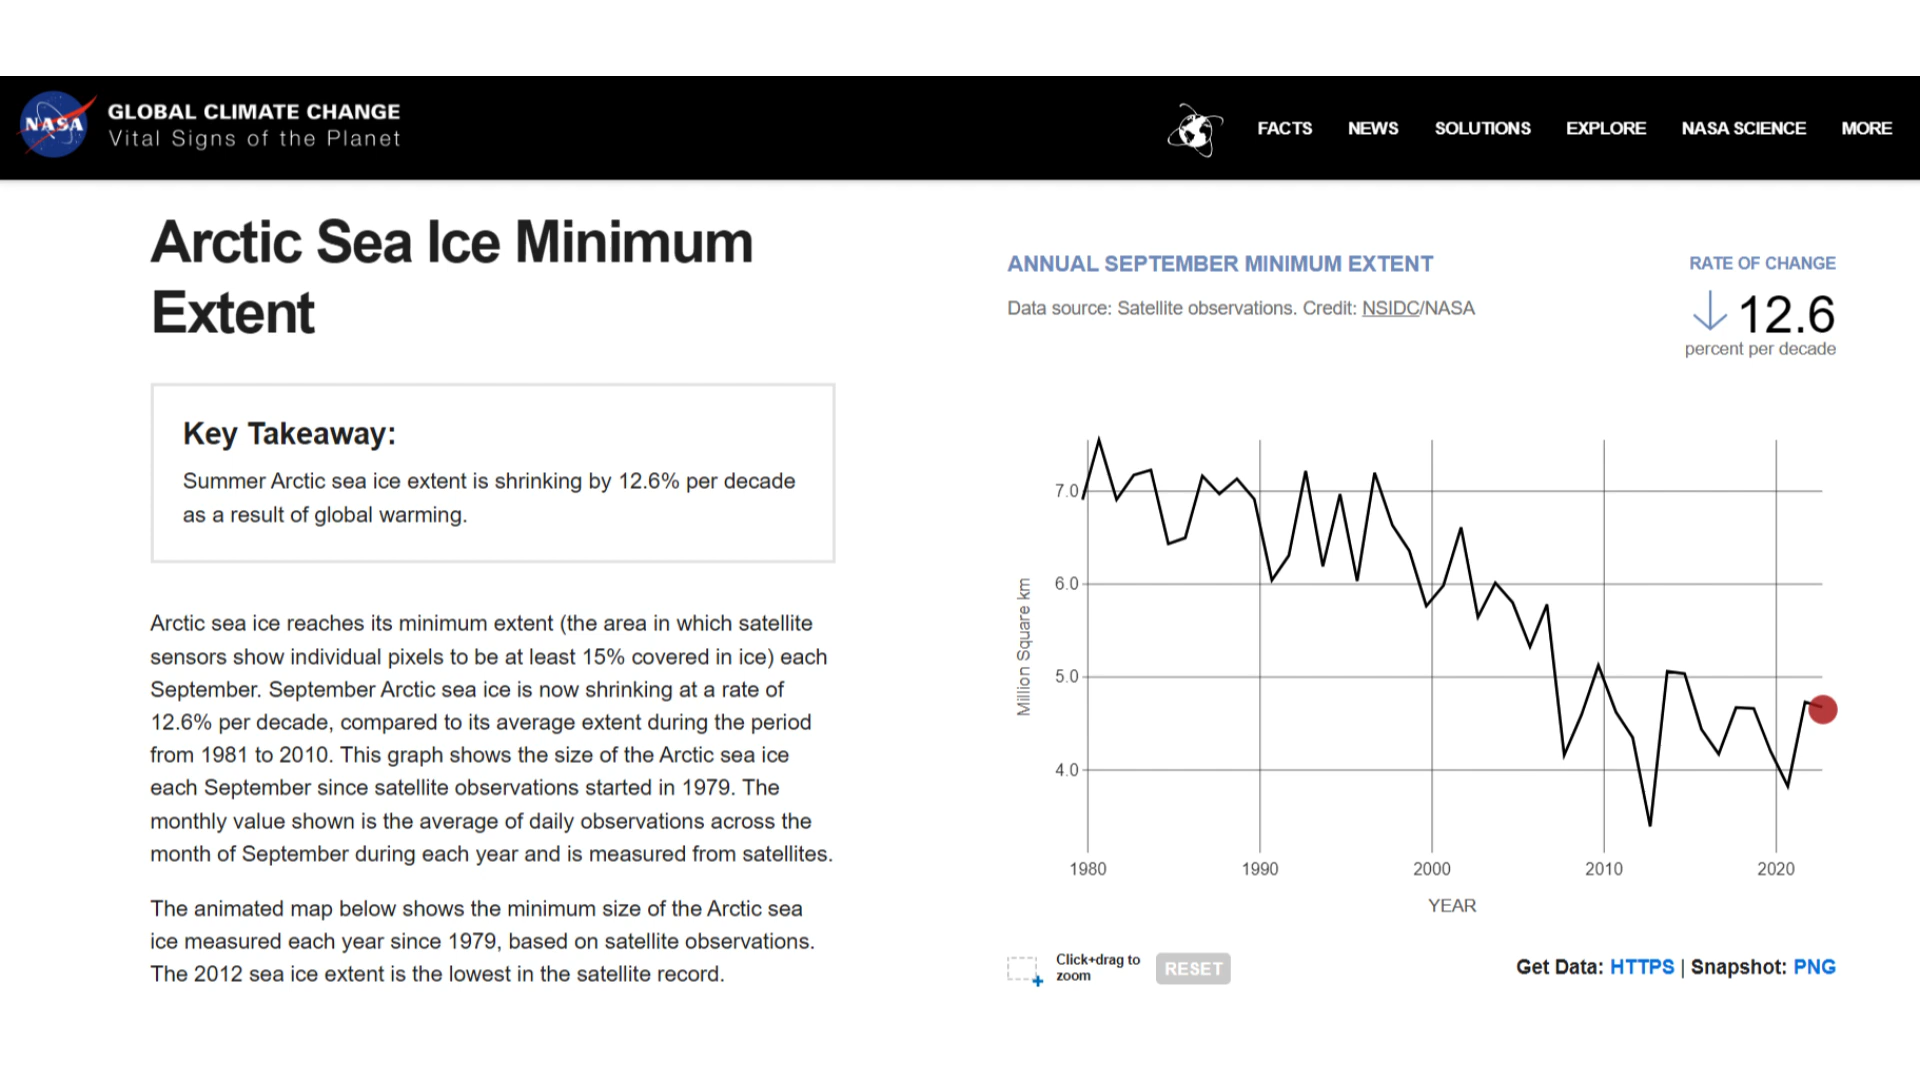 NASA
GLOBAL CLIMATE CHANGE
Vital Signs of the Planet
FACTS NEWS SOLUTIONS EXPLORE NASA SCIENCE MORE
Arctic Sea Ice Minimum
Extent
Key Takeaway:
Summer Arctic sea ice extent is shrinking by 12.6% per decade
as a result of global warming.
Arctic sea ice reaches its minimum extent (the area in which satellite
sensors show individual pixels to be at least 15% covered in ice) each
September. September Arctic sea ice is now shrinking at a rate of
12.6% per decade, compared to its average extent during the period
from 1981 to 2010. This graph shows the size of the Arctic sea ice
each September since satellite observations started in 1979. The
monthly value shown is the average of daily observations across the
month of September during each year and is measured from satellites.
The animated map below shows the minimum size of the Arctic sea
ice measured each year since 1979, based on satellite observations.
The 2012 sea ice extent is the lowest in the satellite record.
ANNUAL SEPTEMBER MINIMUM EXTENT
Data source: Satellite observations. Credit: NSIDC/NASA
RATE OF CHANGE
↓ 12.6
percent per decade
Million Square km
7.0
6.0
5.0
4.0
1980 1990 2000 2010 2020
YEAR
Click+drag to
zoom
RESET
Get Data: HTTPS | Snapshot: PNG